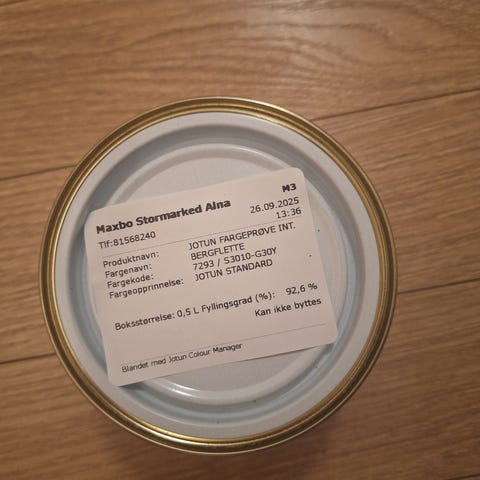 M3
Maxbo Stormarked Alna
26.09.2025
Tlf:81568240
13:36
Produktnavn: JOTUN FARGEPRØVE INT.
Fargenavn: BERGFLETTE
Fargekode: 7293 / S3010-G30Y
Fargeopprinnelse: JOTUN STANDARD
Boksstørrelse: 0,5 L Fyllingsgrad (%): 92,6 %
Kan ikke byttes
Blandet med Jotun Colour Manager